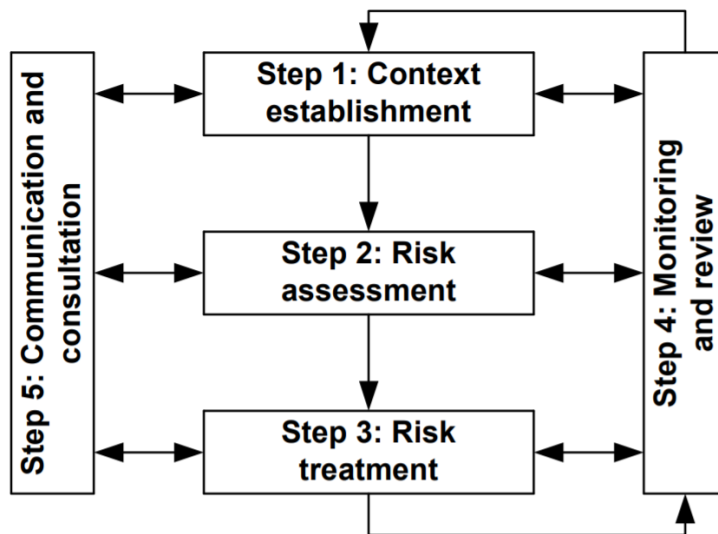 Step 1: Context
establishment
Step 2: Risk
assessment
Step 3: Risk
treatment
Step 5: Communication and
consultation
Step 4: Monitoring
and review